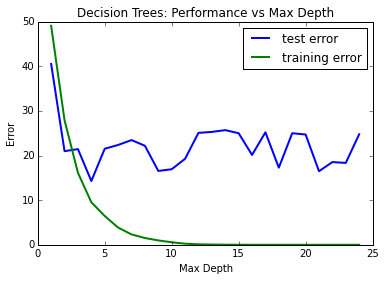 Decision Trees: Performance vs Max Depth
50
40
30
20
10
0
Error
test error
training error
0
5
10
15
20
25
Max Depth